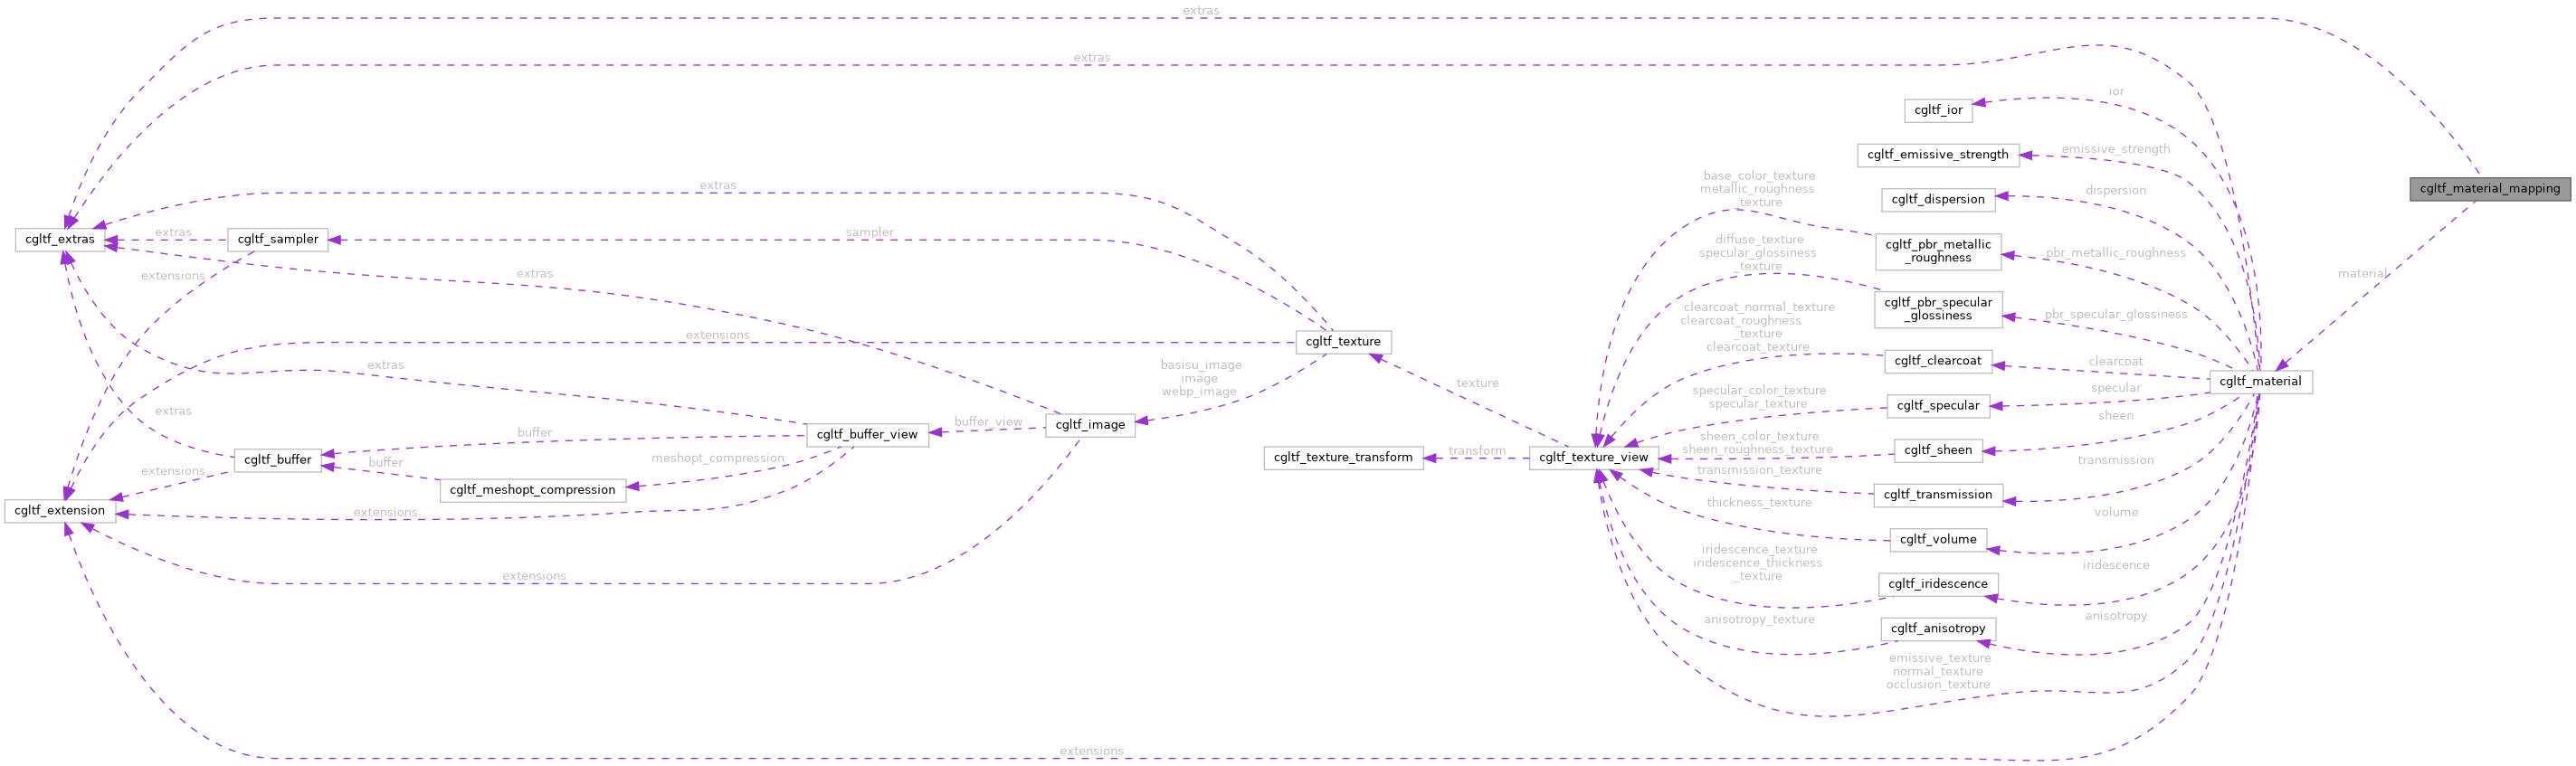 extras
extras
ior
cgltf_ior
emissive_strength
cgltf_emissive_strength
base_color_texture
metallic_roughness
_texture
dispersion
cgltf_dispersion
cgltf_material_mapping
extras
cgltf_extras
extras
cgltf_sampler
sampler
diffuse_texture
specular_glossiness
_texture
cgltf_pbr_metallic
_roughness
pbr_metallic_roughness
material
extensions
extras
clearcoat_normal_texture
clearcoat_roughness
_texture
clearcoat_texture
cgltf_pbr_specular
_glossiness
pbr_specular_glossiness
extensions
cgltf_texture
basisu_image
image
webp_image
texture
cgltf_clearcoat
clearcoat
cgltf_material
extras
specular_color_texture
specular_texture
cgltf_specular
specular
extras
buffer
cgltf_buffer_view
buffer_view
cgltf_image
sheen_color_texture
sheen_roughness_texture
cgltf_sheen
sheen
cgltf_buffer
extensions
buffer
meshopt_compression
cgltf_meshopt_compression
cgltf_texture_transform
transform
cgltf_texture_view
transmission_texture
cgltf_transmission
transmission
cgltf_extension
extensions
thickness_texture
cgltf_volume
volume
iridescence_texture
iridescence_thickness
_texture
cgltf_iridescence
iridescence
extensions
anisotropy_texture
cgltf_anisotropy
anisotropy
emissive_texture
normal_texture
occlusion_texture
extensions